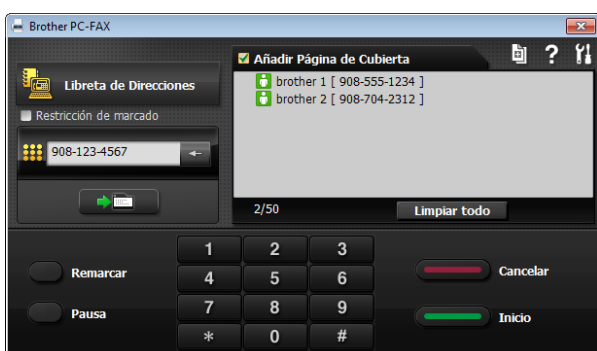 Brother PC-FAX
Añadir Página de Cubierta
?
Libreta de Direcciones
brother 1 [ 908-555-1234 ]
brother 2 [ 908-704-2312 ]
Restricción de marcado
908-123-4567
2/50
Limpiar todo
1 2 3
Remarcar
4 5 6
Cancelar
Pausa
7 8 9
Inicio
* 0 #